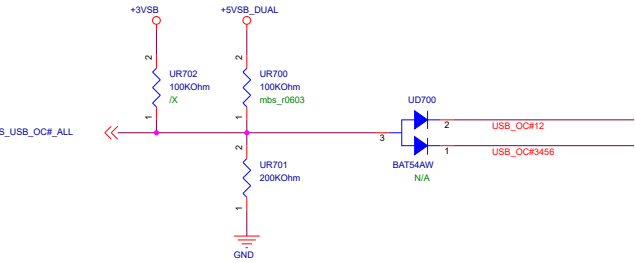 +3VSB
+5VSB_DUAL
2
2
UR702
100KOhm
/X
UR700
100KOhm
mbs_r0603
1
1
UD700
S_USB_OC#_ALL
3
2
USB_OC#12
1
USB_OC#3456
2
UR701
200KOhm
BAT54AW
N/A
1
GND